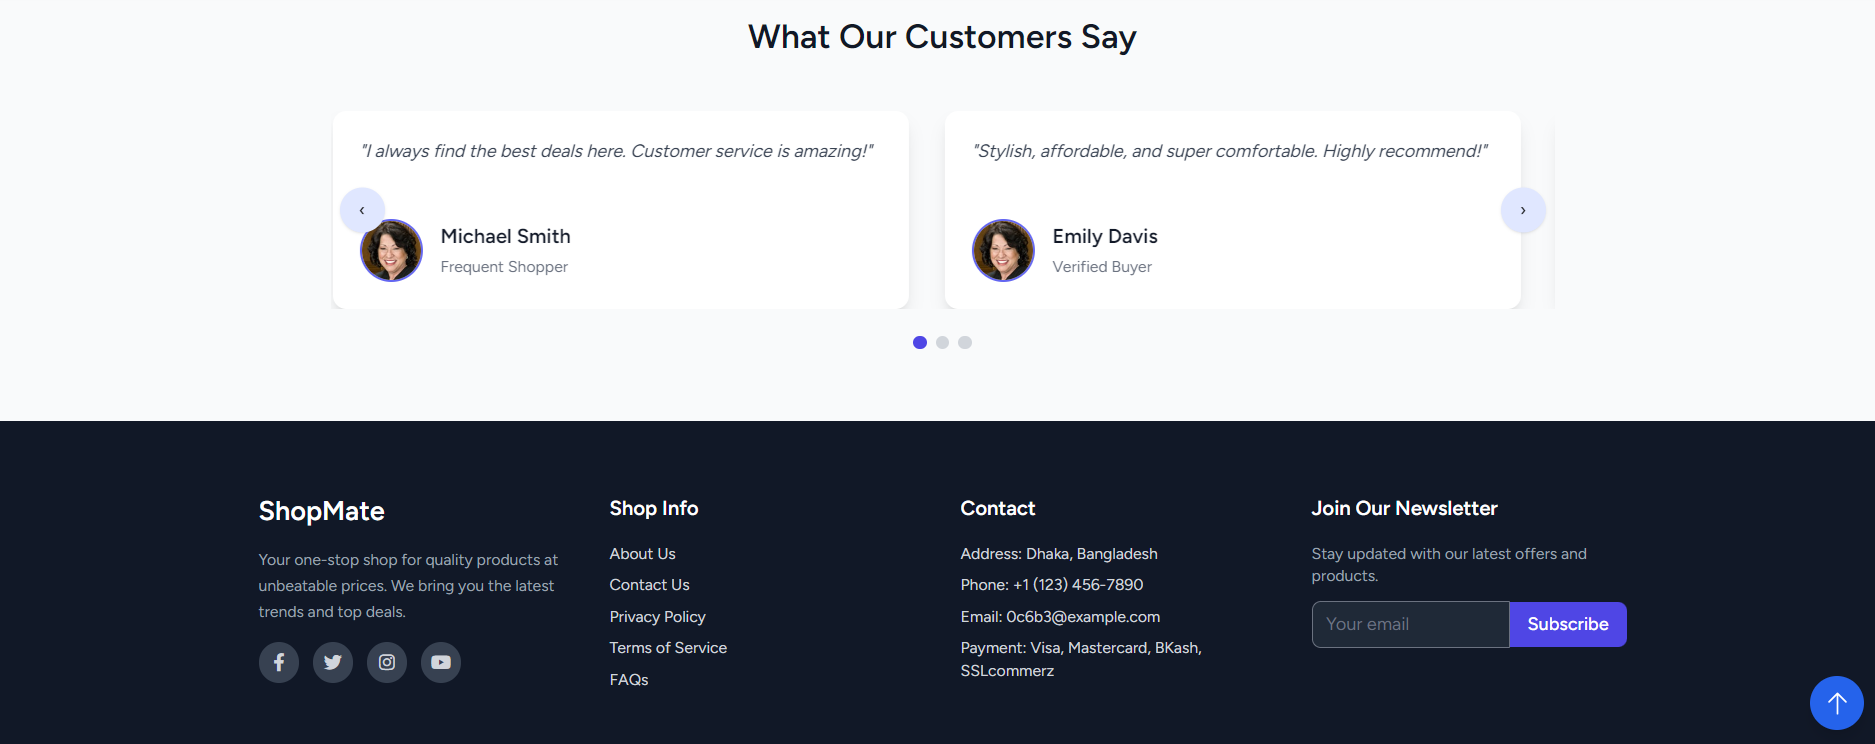 What Our Customers Say
"I always find the best deals here. Customer service is amazing!"
‹
Michael Smith
Frequent Shopper
"Stylish, affordable, and super comfortable. Highly recommend!"
›
Emily Davis
Verified Buyer
ShopMate
Your one-stop shop for quality products at
unbeatable prices. We bring you the latest
trends and top deals.
Shop Info
About Us
Contact Us
Privacy Policy
Terms of Service
FAQs
Contact
Address: Dhaka, Bangladesh
Phone: +1 (123) 456-7890
Email: 0c6b3@example.com
Payment: Visa, Mastercard, BKash,
SSLcommerz
Join Our Newsletter
Stay updated with our latest offers and
products.
Your email
Subscribe